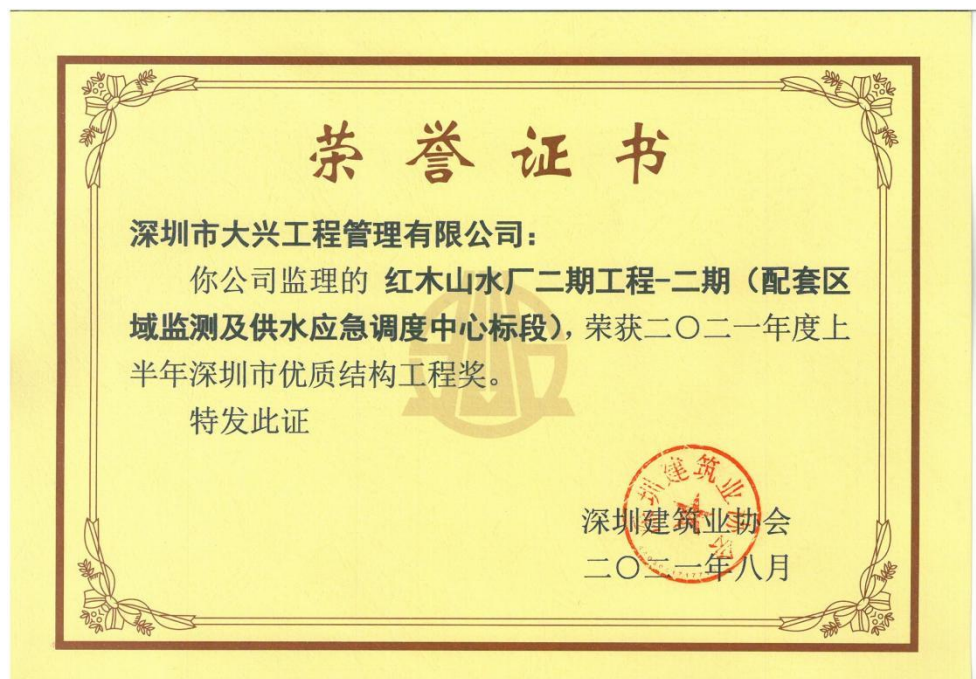 荣誉证书
深圳市大兴工程管理有限公司：
你公司监理的 红木山水厂二期工程-二期（配套区
域监测及供水应急调度中心标段），荣获二〇二一年度上
半年深圳市优质结构工程奖。
特发此证
深圳建筑业协会
二〇二一年八月